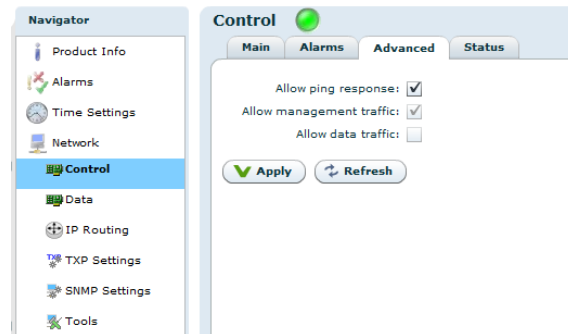 Navigator
Product Info
Alarms
Time Settings
Network
Control
Data
IP Routing
TXP
TXP Settings
SNMP Settings
Tools
Control
Main Alarms Advanced Status
Allow ping response:
Allow management traffic:
Allow data traffic:
Apply Refresh